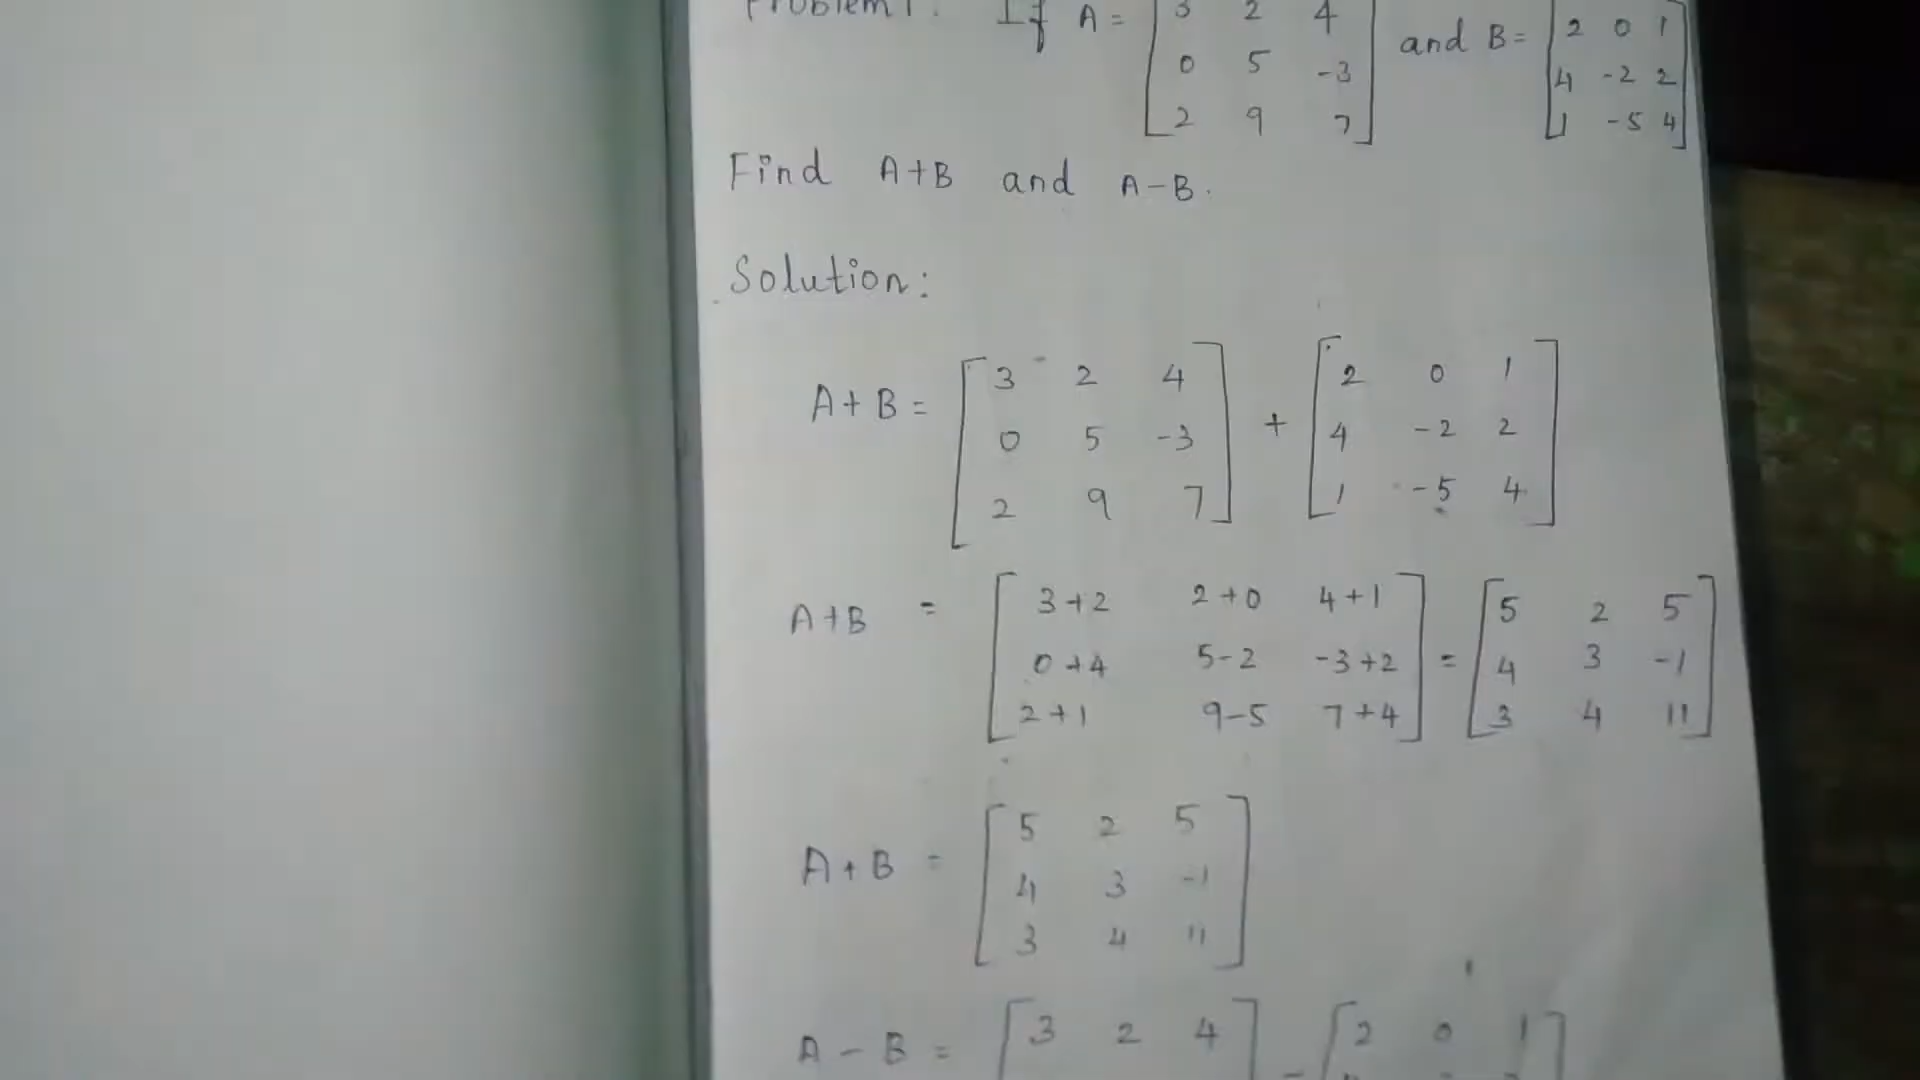 Problem 1. If A = [3 2 4 and B = [2 0 1
0 5 -3 4 -2 2
2 9 7] 1 -5 4]
Find A+B and A-B.
Solution:
A+B = [3 2 4 + [2 0 1
0 5 -3 4 -2 2
2 9 7] 1 -5 4]
A+B = [3+2 2+0 4+1 = [5 2 5
0+4 5-2 -3+2 4 3 -1
2+1 9-5 7+4] 3 4 11]
A+B = [5 2 5
4 3 -1
3 4 11]
A-B = [3 2 4] - [2 0 1]